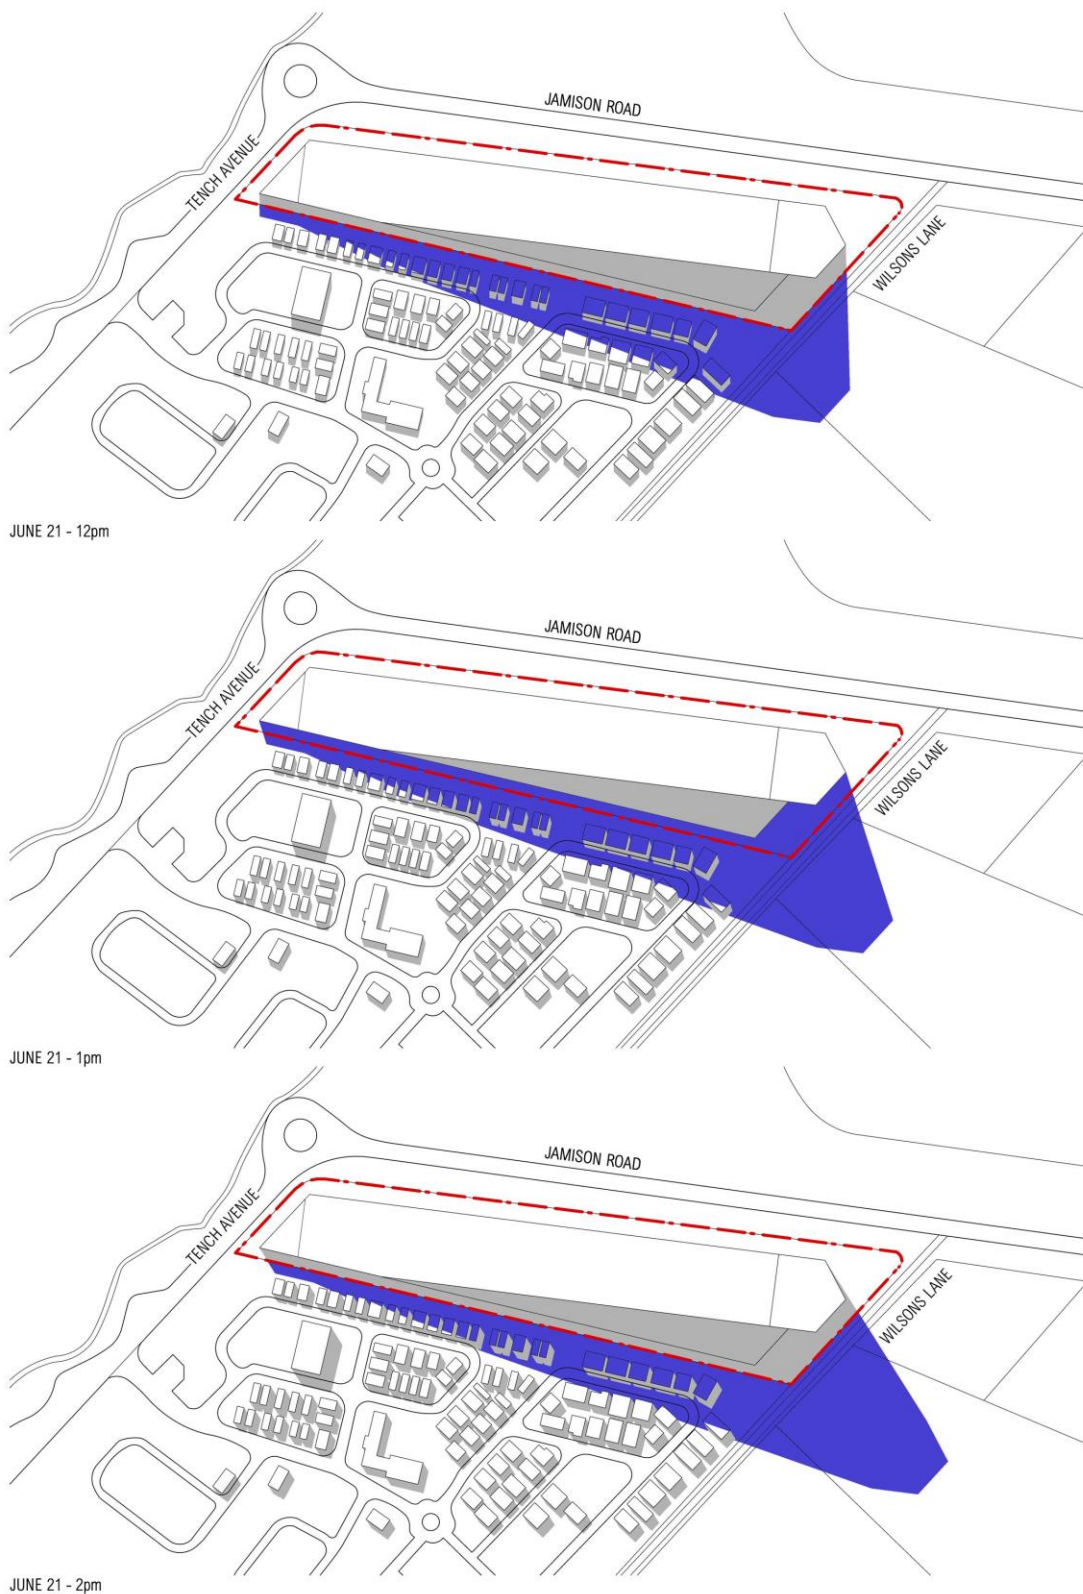 JAMISON ROAD
TENCH AVENUE
WILSONS LANE
JUNE 21 - 12pm
JAMISON ROAD
TENCH AVENUE
WILSONS LANE
JUNE 21 - 1pm
JAMISON ROAD
TENCH AVENUE
WILSONS LANE
JUNE 21 - 2pm